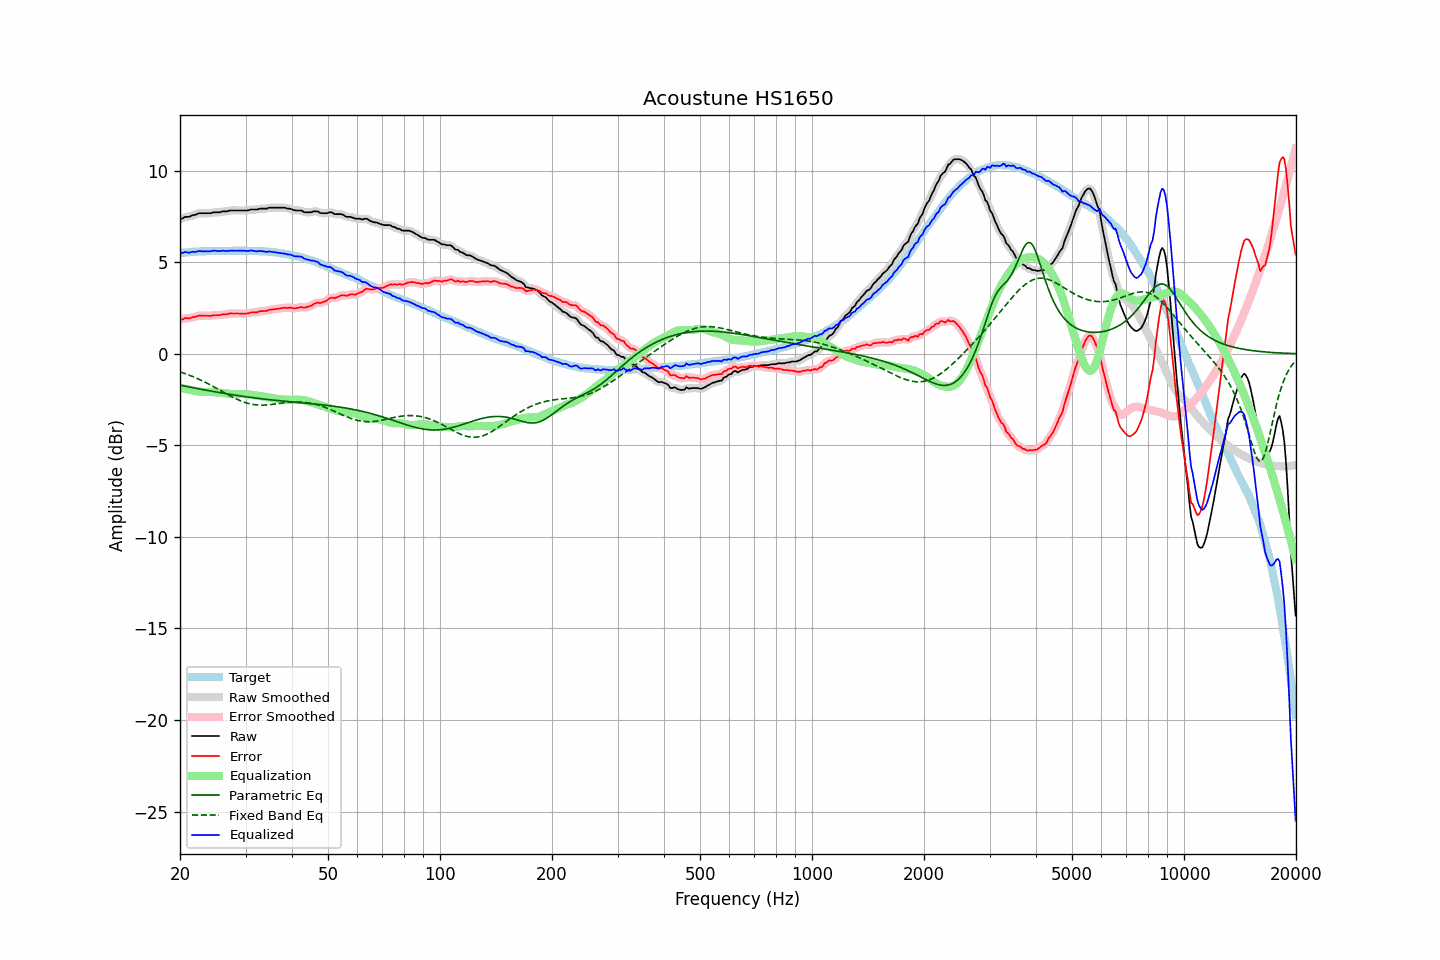 Acoustune HS1650
10
5
0
−5
−10
−15
−20
−25
Amplitude (dBr)
20
50
100
200
500
1000
2000
5000
10000
20000
Frequency (Hz)
Target
Raw Smoothed
Error Smoothed
Raw
Error
Equalization
Parametric Eq
Fixed Band Eq
Equalized